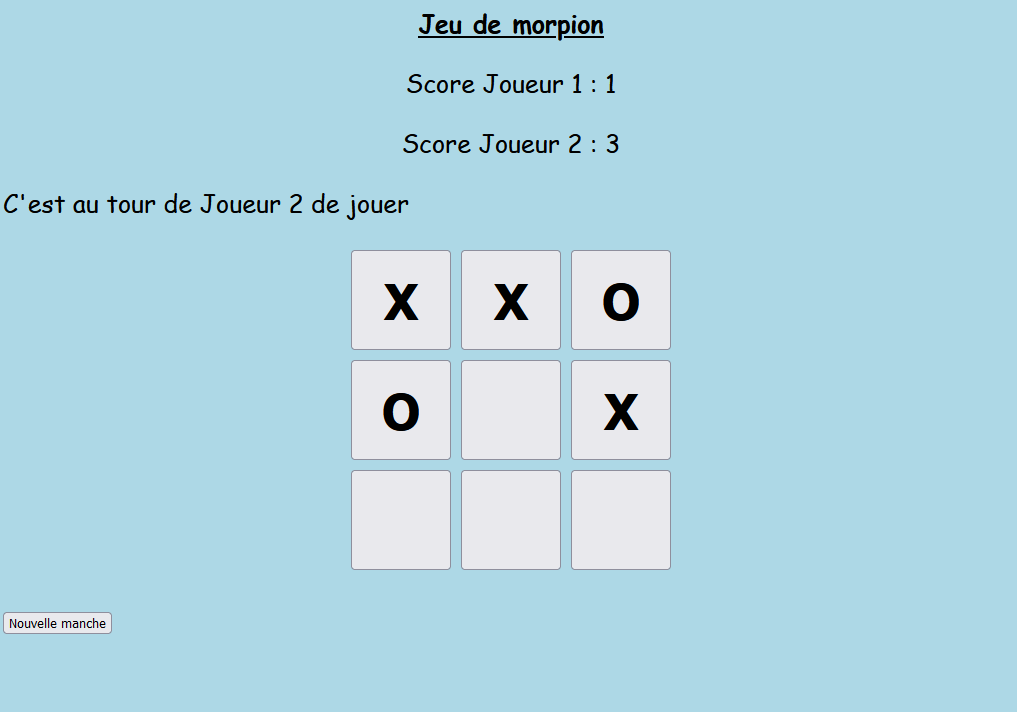 Jeu de morpion
Score Joueur 1 : 1
Score Joueur 2 : 3
C'est au tour de Joueur 2 de jouer
X X O
O X
Nouvelle manche